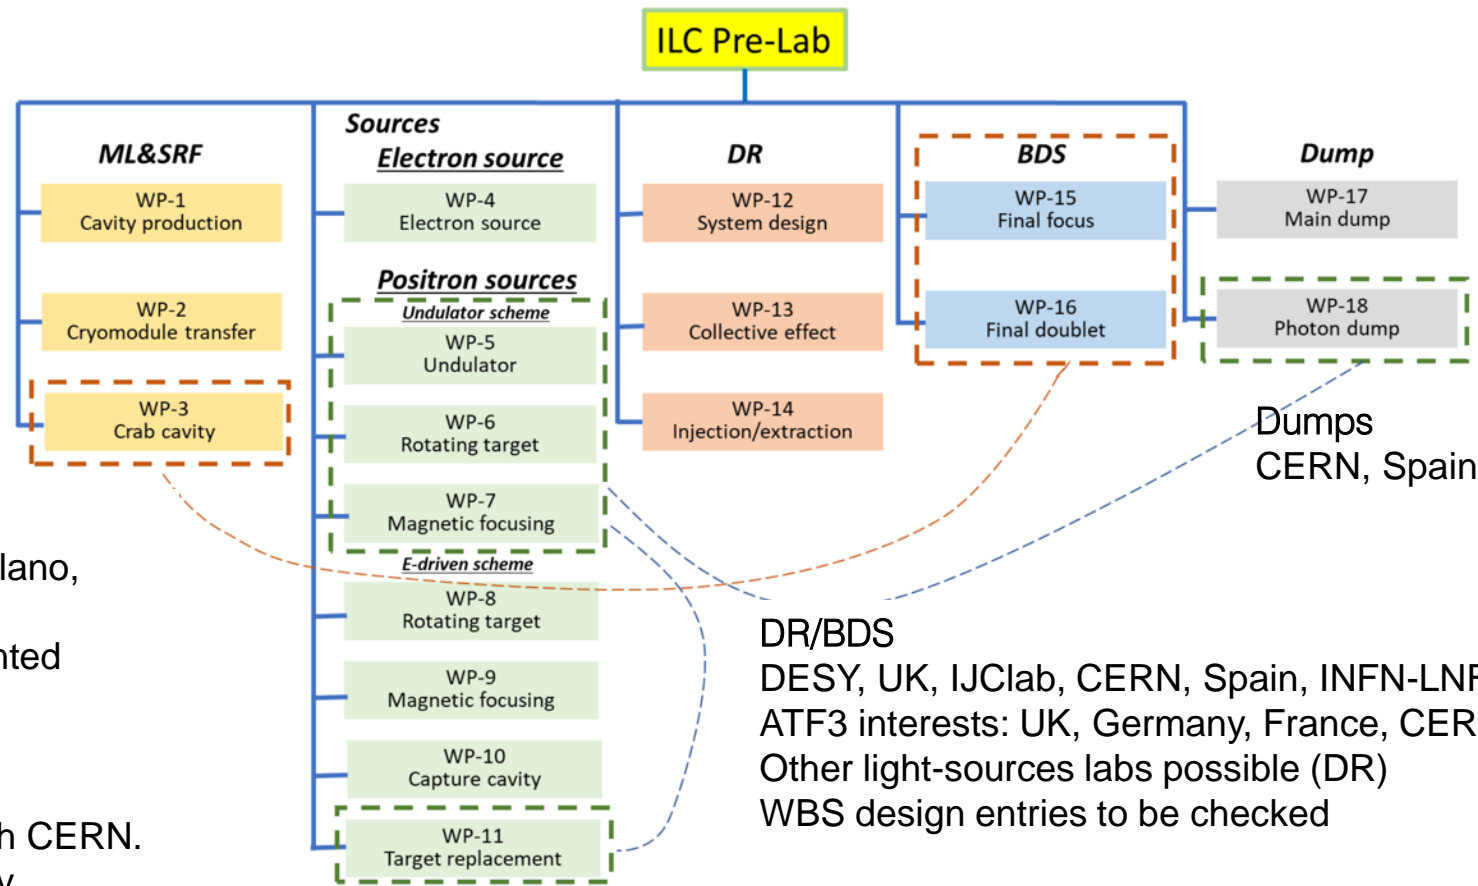 ILC Pre-Lab
ML&SRF
WP-1
Cavity production
WP-2
Cryomodule transfer
WP-3
Crab cavity
Sources
Electron source
WP-4
Electron source
Positron sources
Undulator scheme
WP-5
Undulator
WP-6
Rotating target
WP-7
Magnetic focusing
E-driven scheme
WP-8
Rotating target
WP-9
Magnetic focusing
WP-10
Capture cavity
WP-11
Target replacement
DR
WP-12
System design
WP-13
Collective effect
WP-14
Injection/extraction
BDS
WP-15
Final focus
WP-16
Final doublet
Dump
WP-17
Main dump
WP-18
Photon dump
Dumps
CERN, Spain
DR/BDS
DESY, UK, IJClab, CERN, Spain, INFN-LNF
ATF3 interests: UK, Germany, France, CER
Other light-sources labs possible (DR)
WBS design entries to be checked
lano,
nted
CERN.